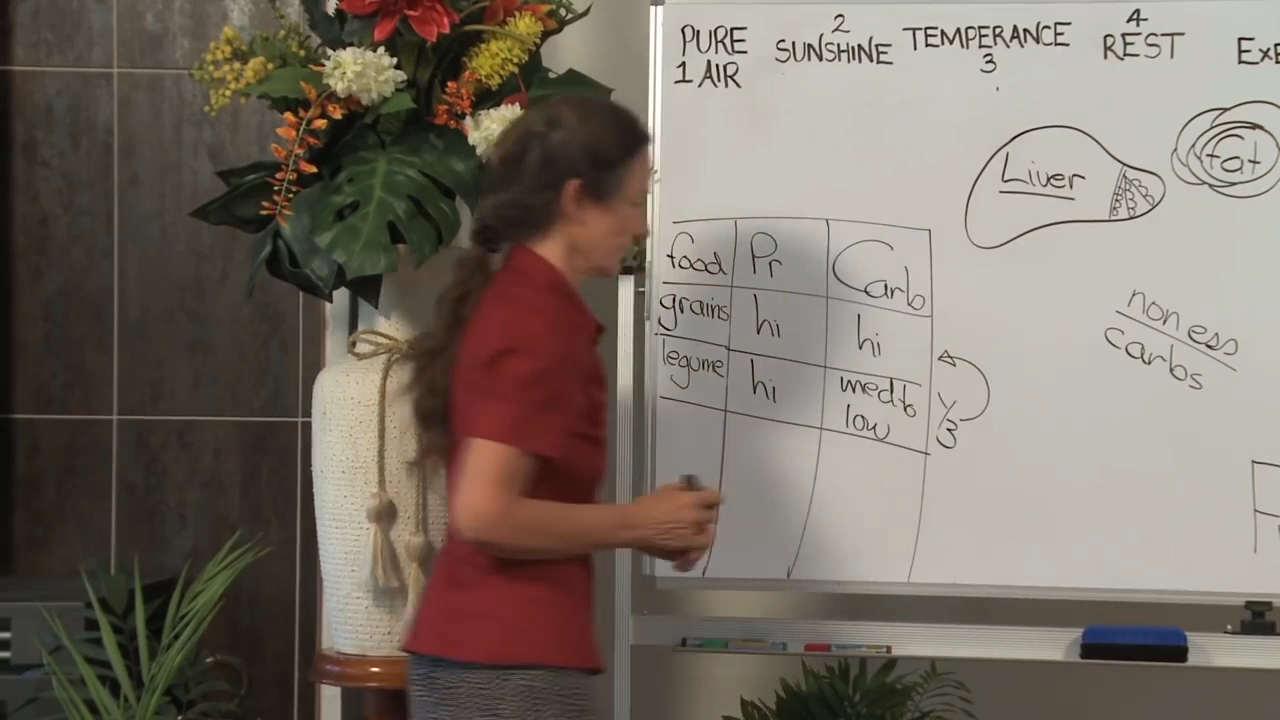 PURE
1 AIR
2
SUNSHINE
TEMPERANCE
3
4
REST
Liver
fat
food Pr Carb
grains hi hi
legume hi med to
low
1/3
non ess
carbs